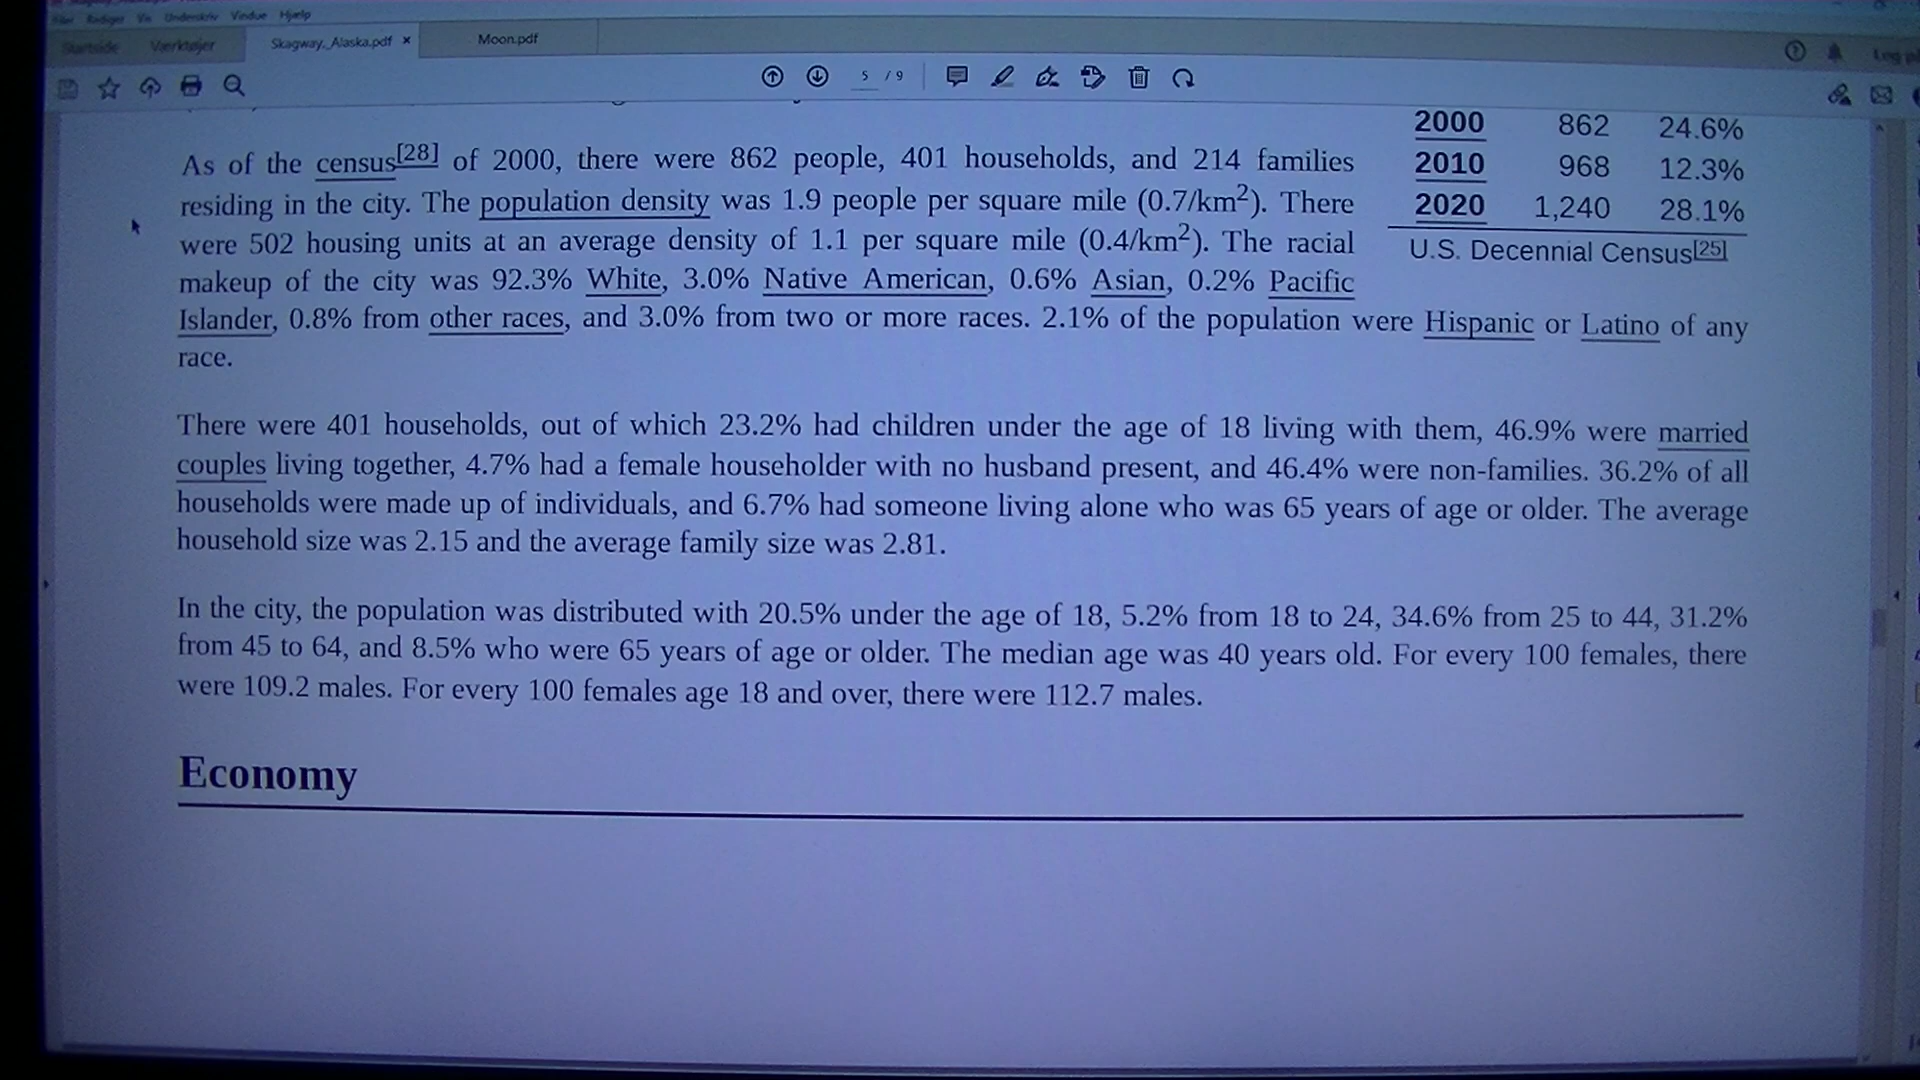 Filer Rediger Vis Underskriv Vindue Hjælp
Startside Værktøjer Skagway,_Alaska.pdf × Moon.pdf
5 / 9
2000 862 24.6%
2010 968 12.3%
2020 1,240 28.1%
U.S. Decennial Census[25]
As of the census[28] of 2000, there were 862 people, 401 households, and 214 families
residing in the city. The population density was 1.9 people per square mile (0.7/km²). There
were 502 housing units at an average density of 1.1 per square mile (0.4/km²). The racial
makeup of the city was 92.3% White, 3.0% Native American, 0.6% Asian, 0.2% Pacific
Islander, 0.8% from other races, and 3.0% from two or more races. 2.1% of the population were Hispanic or Latino of any
race.
There were 401 households, out of which 23.2% had children under the age of 18 living with them, 46.9% were married
couples living together, 4.7% had a female householder with no husband present, and 46.4% were non-families. 36.2% of all
households were made up of individuals, and 6.7% had someone living alone who was 65 years of age or older. The average
household size was 2.15 and the average family size was 2.81.
In the city, the population was distributed with 20.5% under the age of 18, 5.2% from 18 to 24, 34.6% from 25 to 44, 31.2%
from 45 to 64, and 8.5% who were 65 years of age or older. The median age was 40 years old. For every 100 females, there
were 109.2 males. For every 100 females age 18 and over, there were 112.7 males.
Economy